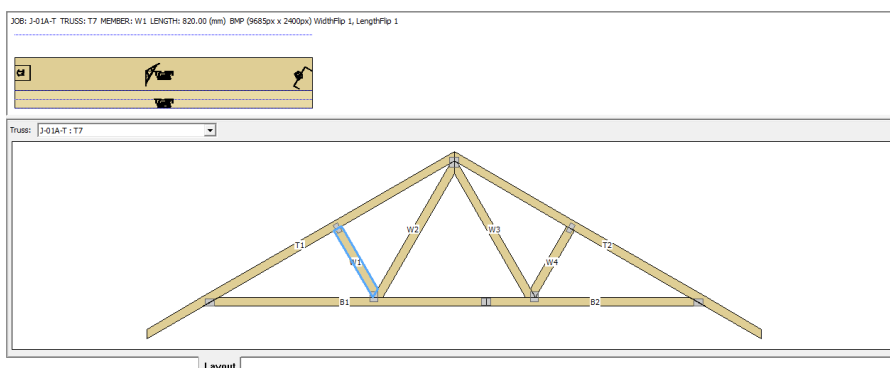 JOB: J-01A-T TRUSS: T7 MEMBER: W1 LENGTH: 820.00 (mm) BMP (9685px x 2400px) WidthFlip 1, LengthFlip 1
Truss: J-01A-T : T7
T1
W2
W3
T2
W1
W4
B1
B2
Layout